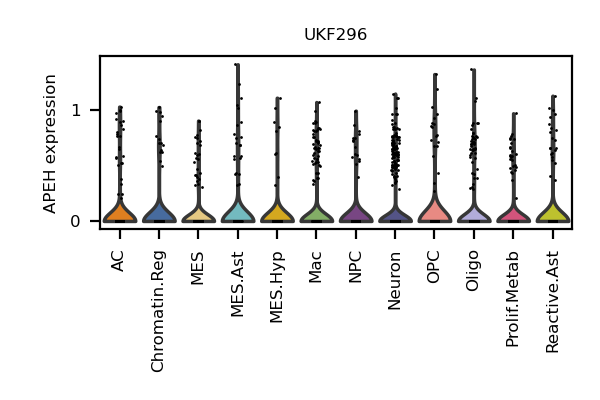 UKF296
APEH expression
1
0
AC
Chromatin.Reg
MES
MES.Ast
MES.Hyp
Mac
NPC
Neuron
OPC
Oligo
Prolif.Metab
Reactive.Ast